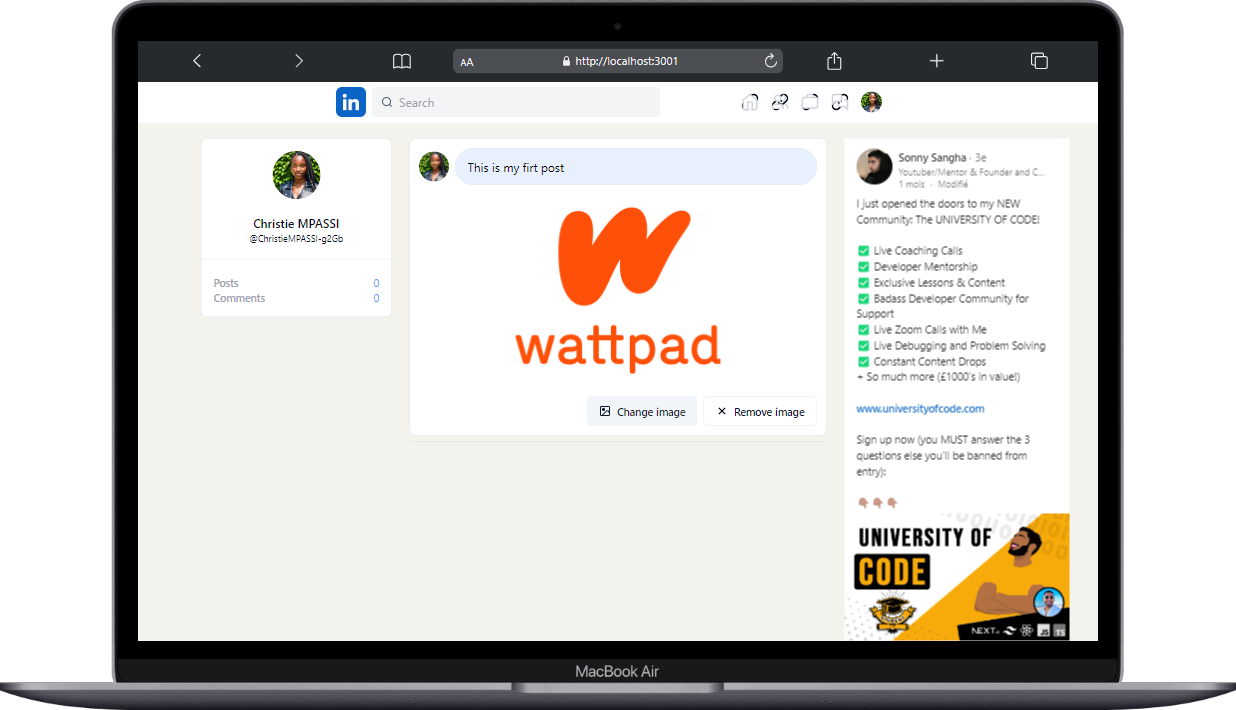 AA
http://localhost:3001
in
Search
Christie MPASSI
@ChristieMPASSI-g2Gb
Posts 0
Comments 0
This is my firt post
wattpad
Change image
Remove image
Sonny Sangha · 3e
Youtuber/Mentor & Founder and C...
1 mois · Modifié
I just opened the doors to my NEW
Community: The UNIVERSITY OF CODE!
✅ Live Coaching Calls
✅ Developer Mentorship
✅ Exclusive Lessons & Content
✅ Badass Developer Community for
Support
✅ Live Zoom Calls with Me
✅ Live Debugging and Problem Solving
✅ Constant Content Drops
+ So much more (£1000's in value!)
www.universityofcode.com
Sign up now (you MUST answer the 3
questions else you'll be banned from
entry):
UNIVERSITY OF
CODE
NEXT.
JS
TS
MacBook Air